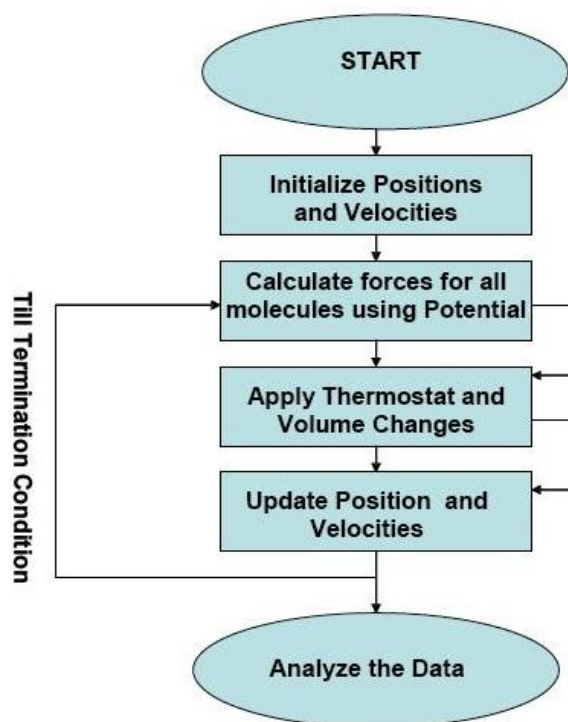 START
Initialize Positions
and Velocities
Calculate forces for all
molecules using Potential
Apply Thermostat and
Volume Changes
Update Position and
Velocities
Till Termination Condition
Analyze the Data